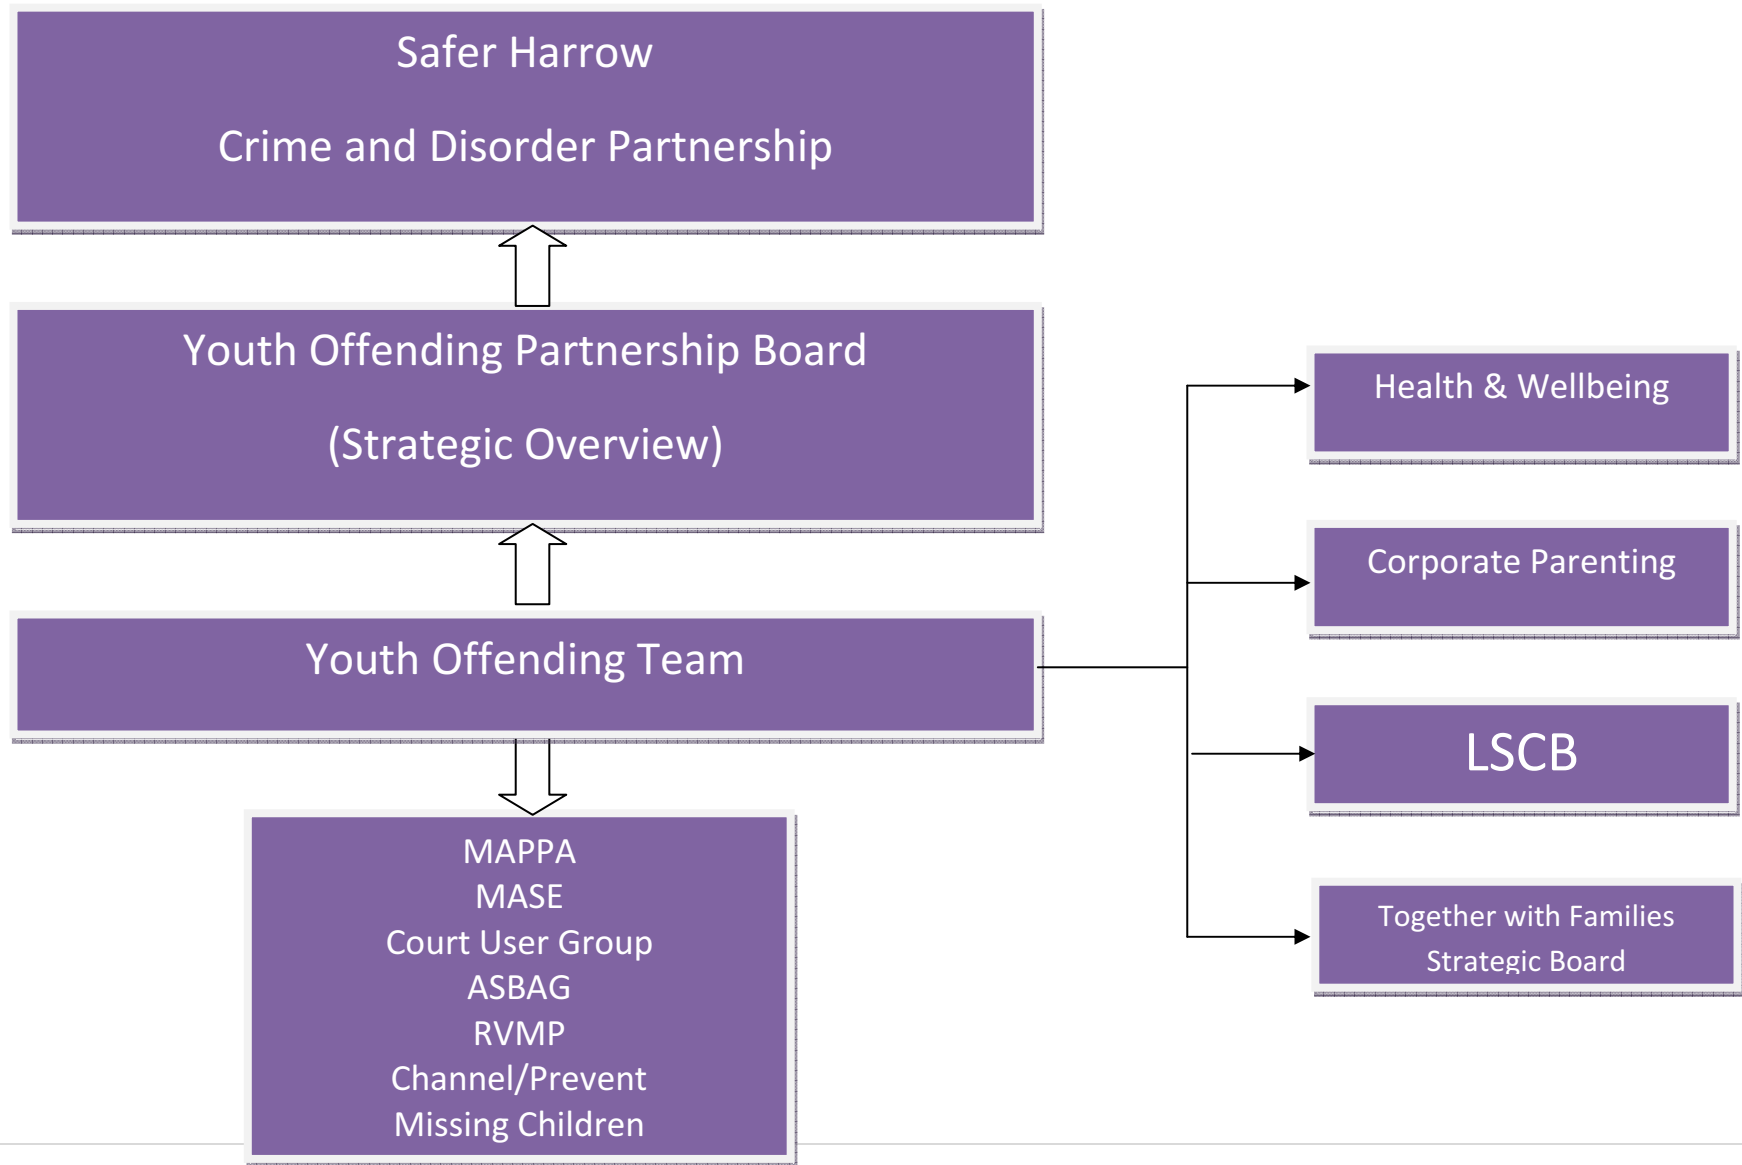 Safer Harrow
Crime and Disorder Partnership
Youth Offending Partnership Board
(Strategic Overview)
Youth Offending Team
MAPPA
MASE
Court User Group
ASBAG
RVMP
Channel/Prevent
Missing Children
Health & Wellbeing
Corporate Parenting
LSCB
Together with Families
Strategic Board